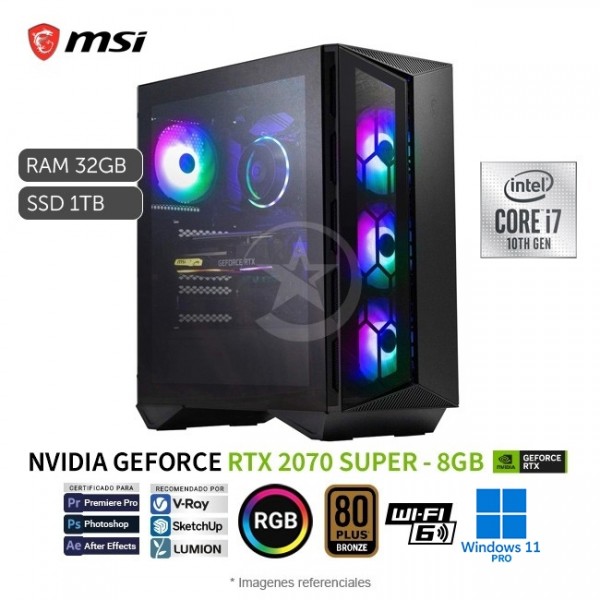 msi
RAM 32GB
SSD 1TB
intel
CORE i7
10TH GEN
GEFORCE RTX
NVIDIA GEFORCE RTX 2070 SUPER - 8GB
NVIDIA
GEFORCE
RTX
CERTIFICADO PARA
Pr Premiere Pro
Ps Photoshop
Ae After Effects
RECOMENDADO POR
V-Ray
SketchUp
LUMION
RGB
80
PLUS
BRONZE
WI-FI
6
Windows 11
PRO
* Imagenes referenciales